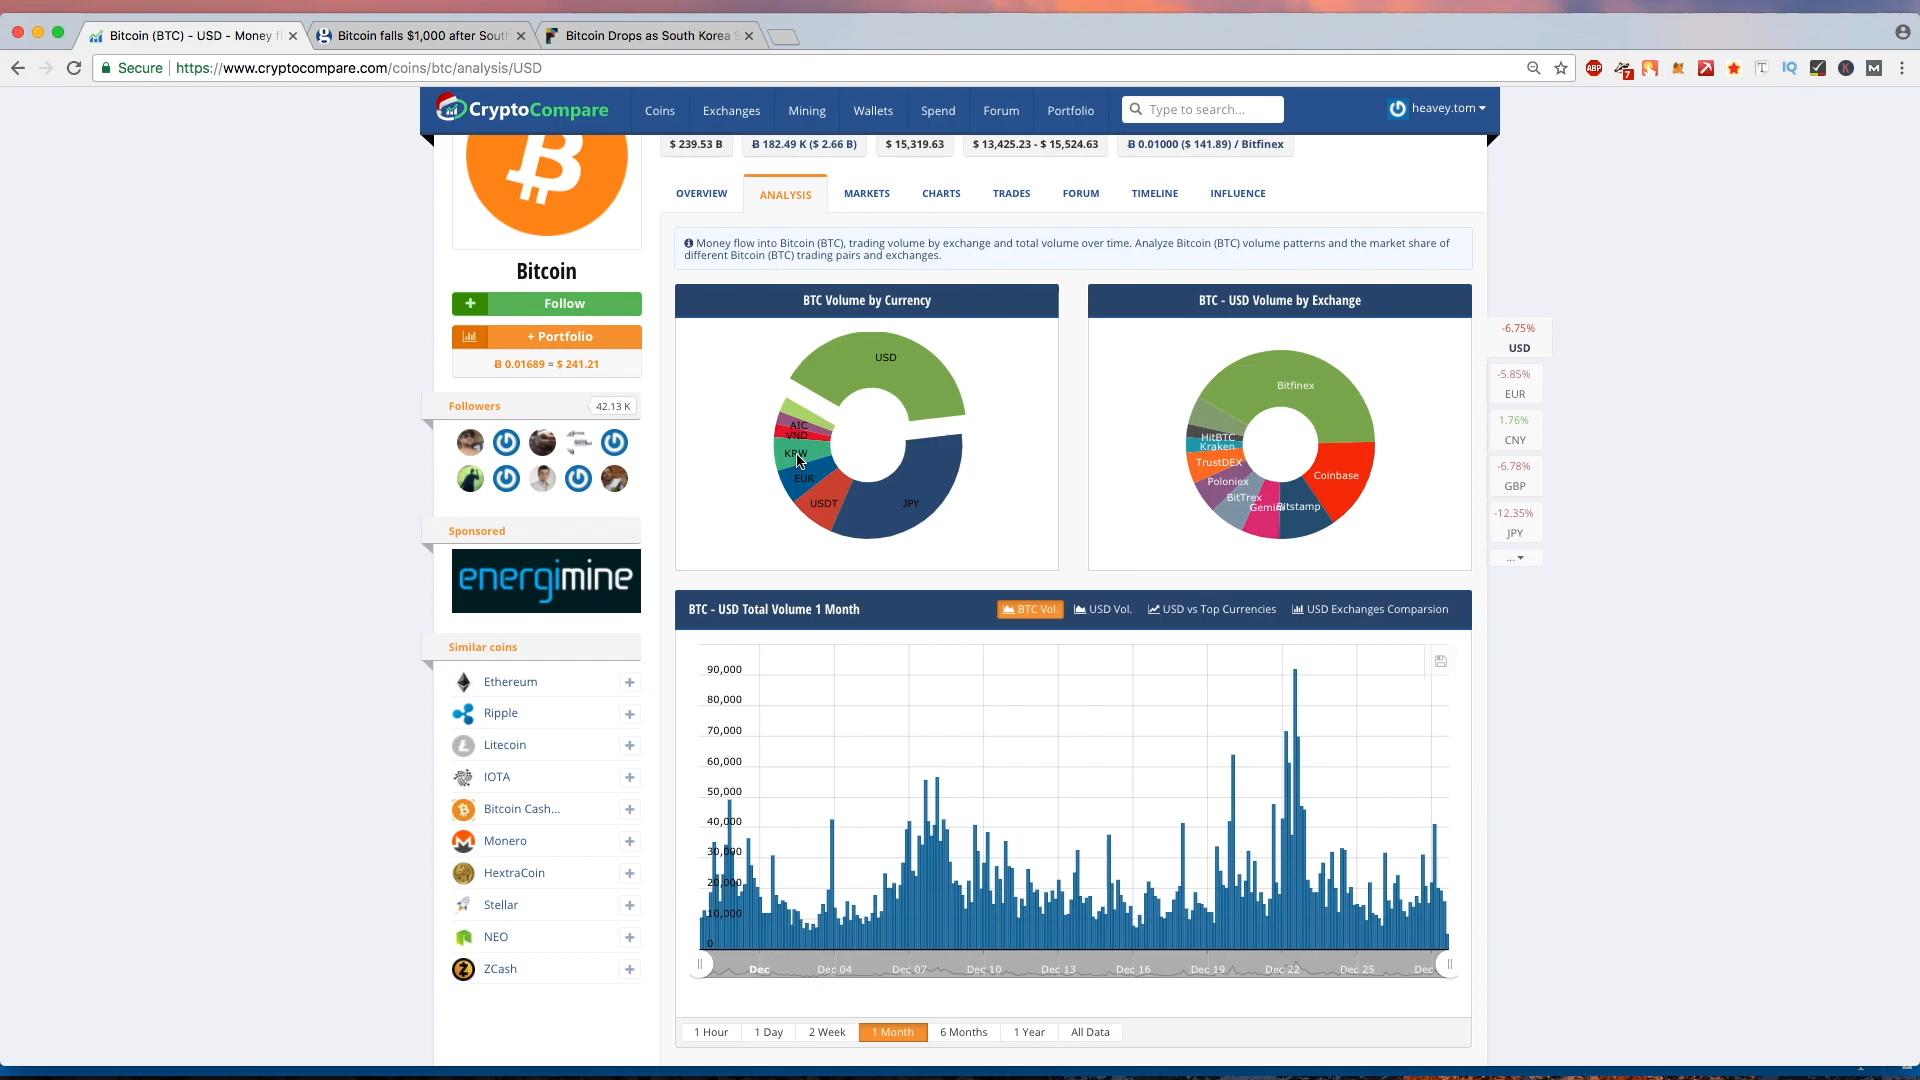 Bitcoin (BTC) - USD - Money f
Bitcoin falls $1,000 after Sout
Bitcoin Drops as South Korea S
Secure
https://www.cryptocompare.com/coins/btc/analysis/USD
ABP
7
T
IQ
K
M
CryptoCompare
Coins
Exchanges
Mining
Wallets
Spend
Forum
Portfolio
Type to search...
heavey.tom
$ 239.53 B
Ƀ 182.49 K ($ 2.66 B)
$ 15,319.63
$ 13,425.23 - $ 15,524.63
Ƀ 0.01000 ($ 141.89) / Bitfinex
OVERVIEW
ANALYSIS
MARKETS
CHARTS
TRADES
FORUM
TIMELINE
INFLUENCE
Money flow into Bitcoin (BTC), trading volume by exchange and total volume over time. Analyze Bitcoin (BTC) volume patterns and the market share of
different Bitcoin (BTC) trading pairs and exchanges.
Bitcoin
+ Follow
+ Portfolio
Ƀ 0.01689 = $ 241.21
Followers
42.13 K
Sponsored
energimine
Similar coins
Ethereum +
Ripple +
Litecoin +
IOTA +
Bitcoin Cash... +
Monero +
HextraCoin +
Stellar +
NEO +
ZCash +
BTC Volume by Currency
USD
AIC
VND
KRW
EUR
USDT
JPY
BTC - USD Volume by Exchange
Bitfinex
HitBTC
Kraken
TrustDEX
Poloniex
BitTrex
Gemini
Bitstamp
Coinbase
-6.75%
USD
-5.85%
EUR
1.76%
CNY
-6.78%
GBP
-12.35%
JPY
...
BTC - USD Total Volume 1 Month
BTC Vol.
USD Vol.
USD vs Top Currencies
USD Exchanges Comparsion
90,000
80,000
70,000
60,000
50,000
40,000
30,000
20,000
10,000
0
Dec
Dec 04
Dec 07
Dec 10
Dec 13
Dec 16
Dec 19
Dec 22
Dec 25
Dec
1 Hour
1 Day
2 Week
1 Month
6 Months
1 Year
All Data